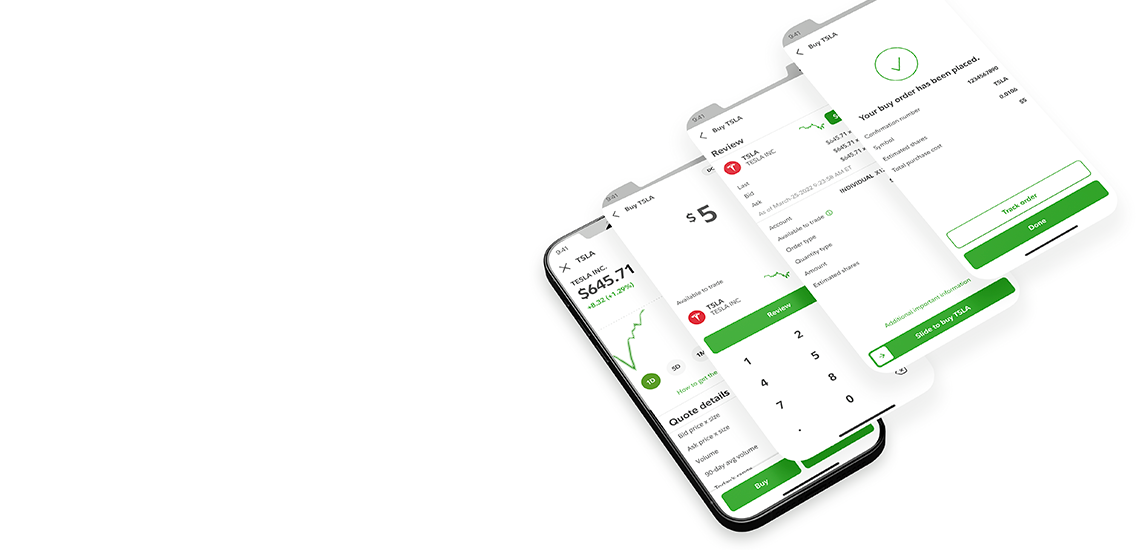 9:41
TSLA
TESLA INC.
$645.71
+8.32 (+1.29%)
1D
5D
How to get the
Quote details
Bid price x size
Ask price x size
Volume
90-day avg volume
Today's range
Buy
9:41
Buy TSLA
$5
Available to trade
TSLA
TESLA INC
Review
1
2
4
5
7
8
.
0
9:41
Buy TSLA
Review
TSLA
TESLA INC
Last
$645.71 x
Bid
$645.71 x
Ask
$645.71 x
As of March-25-2022 9:23:59 AM ET
Account
INDIVIDUAL
Available to trade
Order type
Quantity type
Amount
Estimated shares
Additional important information
Slide to buy TSLA
9:41
Buy TSLA
Your buy order has been placed.
Confirmation number
1234567890
Symbol
TSLA
Estimated shares
0.0106
Total purchase cost
$5
Track order
Done